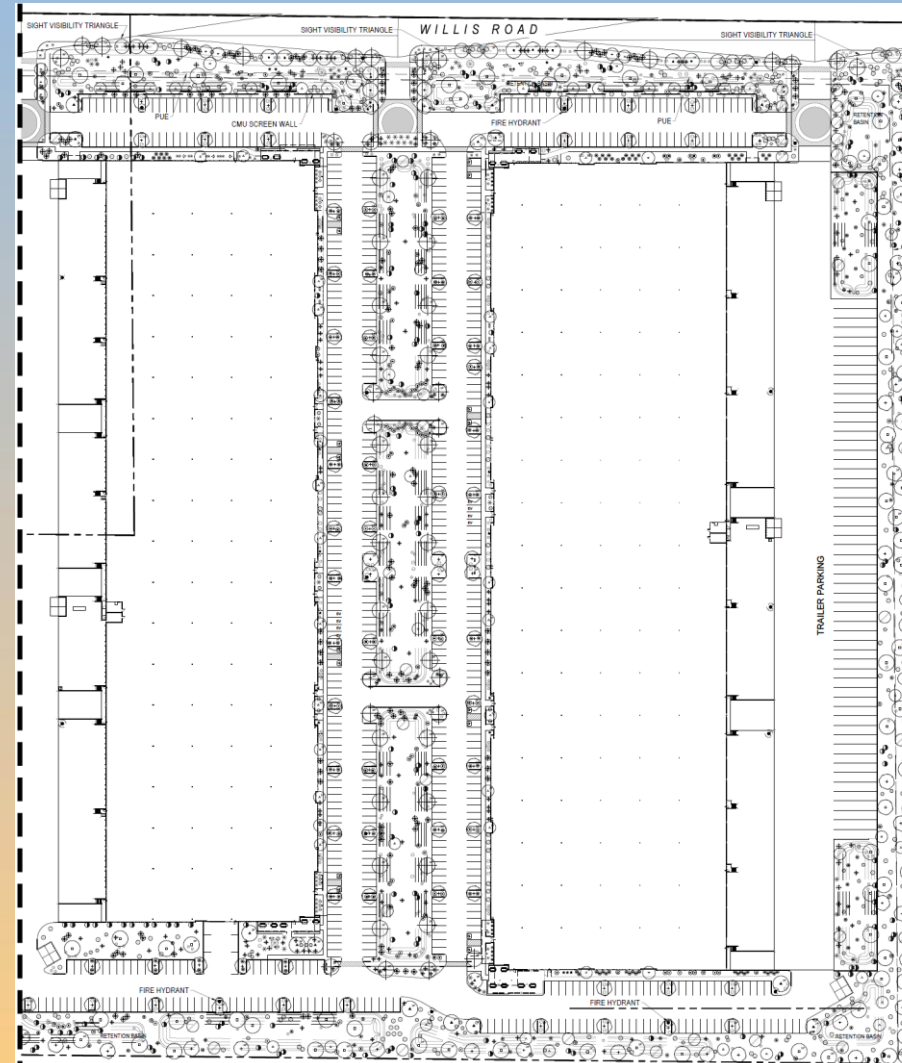 SIGHT VISIBILITY TRIANGLE
SIGHT VISIBILITY TRIANGLE
WILLIS ROAD
SIGHT VISIBILITY TRIANGLE
PUE
CMU SCREEN WALL
FIRE HYDRANT
PUE
RETENTION
BASIN
TRAILER PARKING
FIRE HYDRANT
FIRE HYDRANT
RETENTION BASIN
RETENTION BASIN